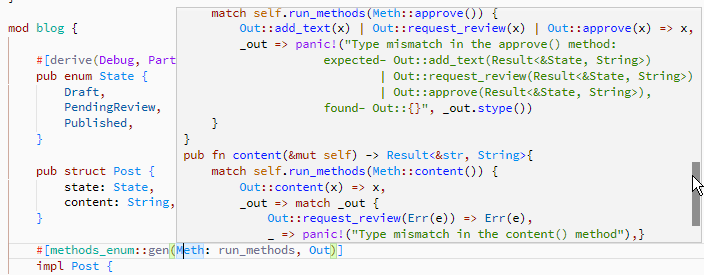 mod blog {
#[derive(Debug, Part
pub enum State {
Draft,
PendingReview,
Published,
}
pub struct Post {
state: State,
content: String,
}
#[methods_enum::gen(Meth: run_methods, Out)]
impl Post {
match self.run_methods(Meth::approve()) {
Out::add_text(x) | Out::request_review(x) | Out::approve(x) => x,
_out => panic!("Type mismatch in the approve() method:
expected- Out::add_text(Result<&State, String>)
| Out::request_review(Result<&State, String>)
| Out::approve(Result<&State, String>),
found- Out::{}", _out.stype())
}
}
pub fn content(&mut self) -> Result<&str, String>{
match self.run_methods(Meth::content()) {
Out::content(x) => x,
_out => match _out {
Out::request_review(Err(e)) => Err(e),
_ => panic!("Type mismatch in the content() method"),}